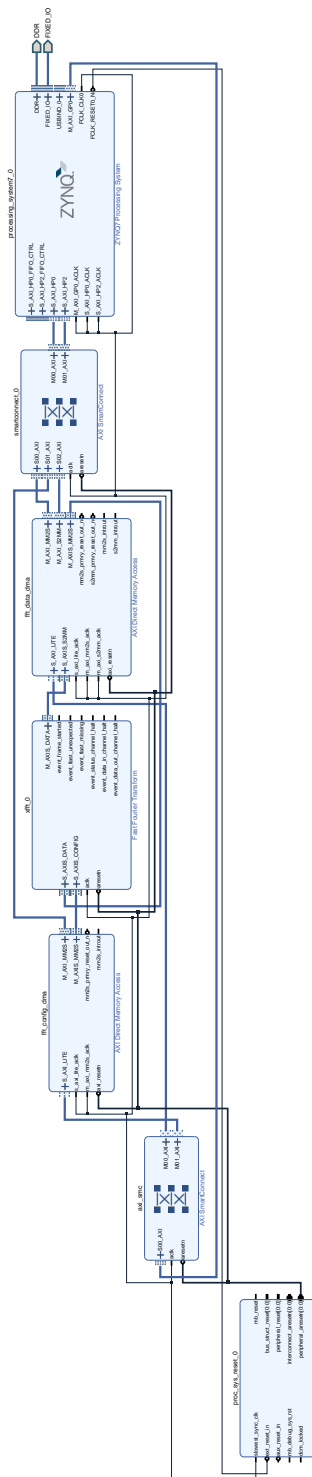 DDR
FIXED_IO
processing_system7_0
DDR
FIXED_IO
USBIND_0
M_AXI_GP0
FCLK_CLK0
FCLK_RESET0_N
ZYNQ
S_AXI_HP0_FIFO_CTRL
S_AXI_HP2_FIFO_CTRL
S_AXI_HP0
S_AXI_HP2
M_AXI_GP0_ACLK
S_AXI_HP0_ACLK
S_AXI_HP2_ACLK
ZYNQ7 Processing System
smartconnect_0
M00_AXI
M01_AXI
S00_AXI
S01_AXI
S02_AXI
aclk
aresetn
AXI SmartConnect
fft_data_dma
M_AXI_MM2S
M_AXI_S2MM
M_AXIS_MM2S
mm2s_prmry_reset_out_n
s2mm_prmry_reset_out_n
mm2s_introut
s2mm_introut
S_AXI_LITE
S_AXIS_S2MM
s_axi_lite_aclk
m_axi_mm2s_aclk
m_axi_s2mm_aclk
axi_resetn
AXI Direct Memory Access
xfft_0
M_AXIS_DATA
event_frame_started
event_tlast_unexpected
event_tlast_missing
event_status_channel_halt
event_data_in_channel_halt
event_data_out_channel_halt
S_AXIS_DATA
S_AXIS_CONFIG
aclk
aresetn
Fast Fourier Transform
fft_config_dma
M_AXI_MM2S
M_AXIS_MM2S
mm2s_prmry_reset_out_n
mm2s_introut
S_AXI_LITE
s_axi_lite_aclk
m_axi_mm2s_aclk
axi_resetn
AXI Direct Memory Access
axi_smc
M00_AXI
M01_AXI
S00_AXI
aclk
aresetn
AXI SmartConnect
proc_sys_reset_0
mb_reset
bus_struct_reset[0:0]
peripheral_reset[0:0]
interconnect_aresetn[0:0]
peripheral_aresetn[0:0]
slowest_sync_clk
ext_reset_in
aux_reset_in
mb_debug_sys_rst
dcm_locked